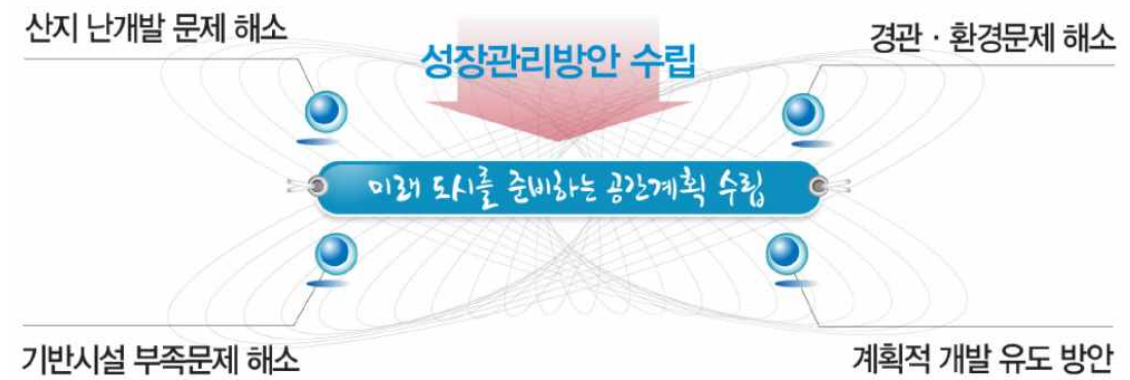 산지 난개발 문제 해소
경관 · 환경문제 해소
성장관리방안 수립
미래 도시를 준비하는 공간계획 수립
기반시설 부족문제 해소
계획적 개발 유도 방안